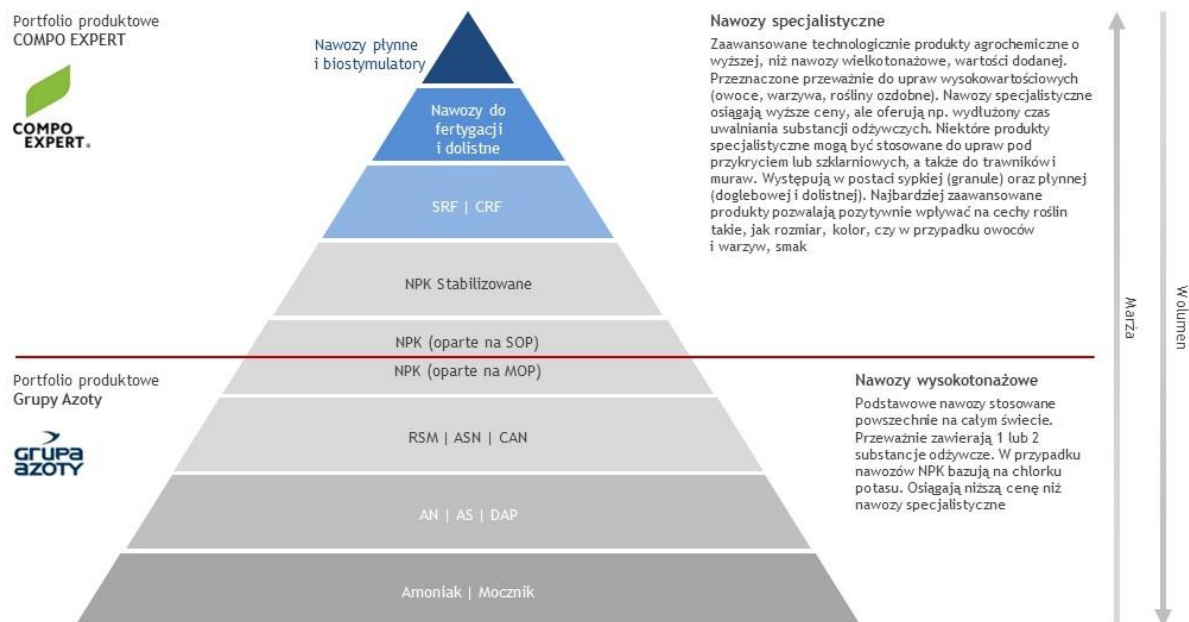 Portfolio produktowe
COMPO EXPERT
COMPO
EXPERT®
Nawozy płynne
i biostymulatory
Nawozy do
fertygacji
i dolistne
SRF | CRF
NPK Stabilizowane
NPK (oparte na SOP)
Nawozy specjalistyczne
Zaawansowane technologicznie produkty agrochemiczne o
wyższej, niż nawozy wielkotonażowe, wartości dodanej.
Przeznaczone przeważnie do upraw wysokowartościowych
(owoce, warzywa, rośliny ozdobne). Nawozy specjalistyczne
osiągają wyższe ceny, ale oferują np. wydłużony czas
uwalniania substancji odżywczych. Niektóre produkty
specjalistyczne mogą być stosowane do upraw pod
przykryciem lub szklarniowych, a także do trawników i
muraw. Występują w postaci sypkiej (granule) oraz płynnej
(doglebowej i dolistnej). Najbardziej zaawansowane
produkty pozwalają pozytywnie wpływać na cechy roślin
takie, jak rozmiar, kolor, czy w przypadku owoców
i warzyw, smak
Marża
Wolumen
Portfolio produktowe
Grupy Azoty
GRUPA
AZOTY
NPK (oparte na MOP)
RSM | ASN | CAN
AN | AS | DAP
Amoniak | Mocznik
Nawozy wysokotonażowe
Podstawowe nawozy stosowane
powszechnie na całym świecie.
Przeważnie zawierają 1 lub 2
substancje odżywcze. W przypadku
nawozów NPK bazują na chlorku
potasu. Osiągają niższą cenę niż
nawozy specjalistyczne